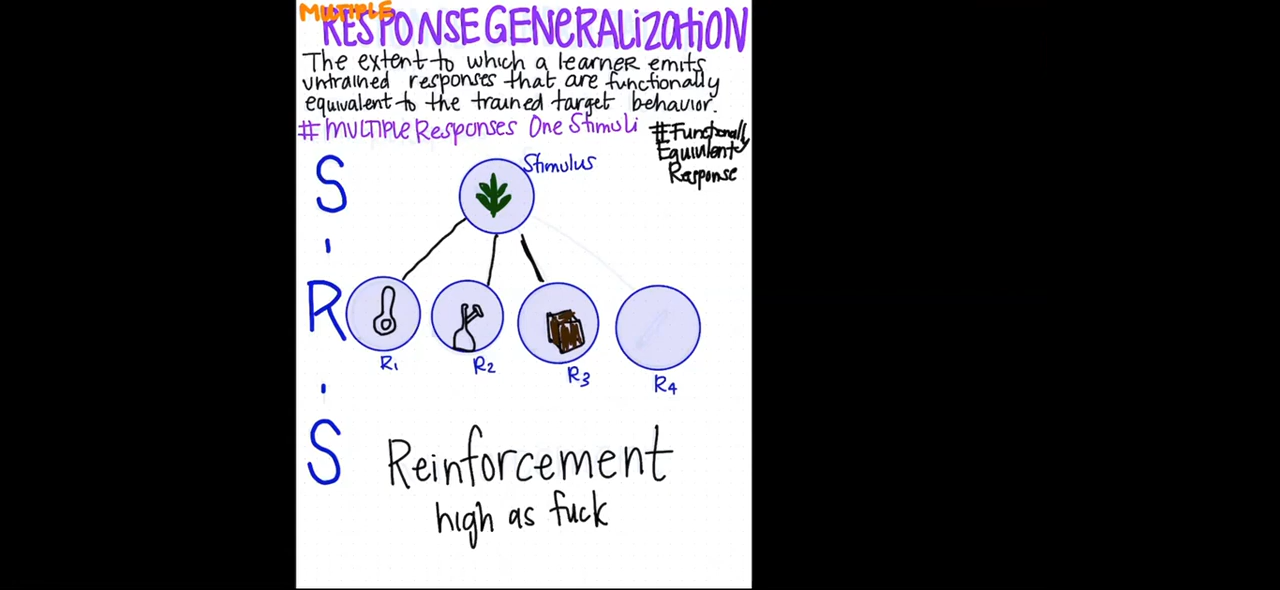 MULTIPLE
RESPONSE GENERALIZATION
The extent to which a learner emits
untrained responses that are functionally
equivalent to the trained target behavior.
#MULTIPLE Responses One Stimuli
#Functionally
Equivalent
Response
S
Stimulus
R
R1
R2
R3
R4
S
Reinforcement
high as fuck